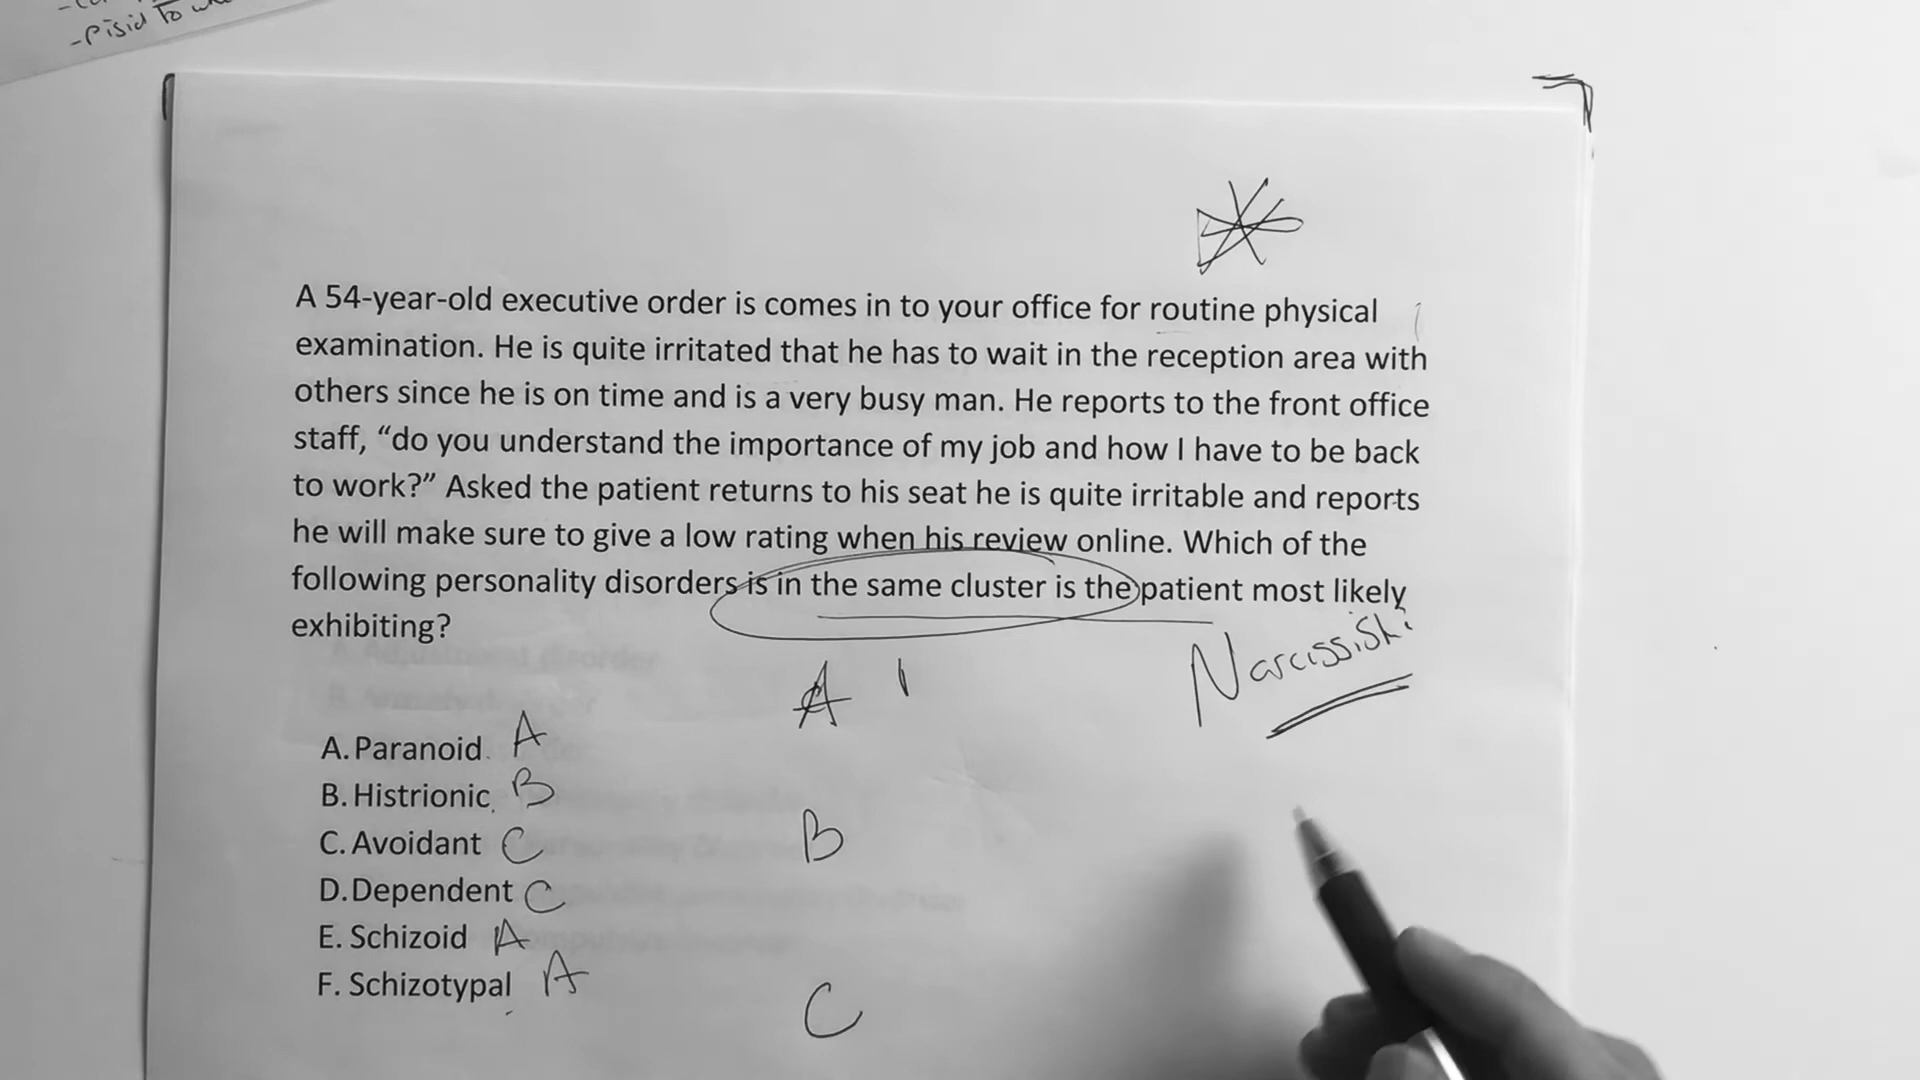 -Pisid To
A 54-year-old executive order is comes in to your office for routine physical
examination. He is quite irritated that he has to wait in the reception area with
others since he is on time and is a very busy man. He reports to the front office
staff, “do you understand the importance of my job and how I have to be back
to work?” Asked the patient returns to his seat he is quite irritable and reports
he will make sure to give a low rating when his review online. Which of the
following personality disorders is in the same cluster is the patient most likely
exhibiting?
Narcissisti
A
A. Paranoid A
B. Histrionic B
C. Avoidant C
B
D. Dependent C
E. Schizoid A
F. Schizotypal A
C